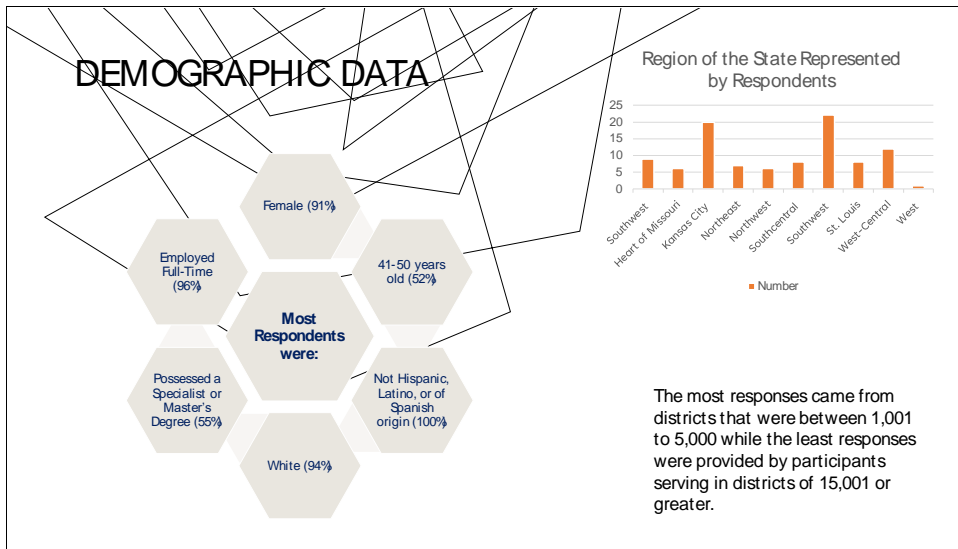 DEMOGRAPHIC DATA
Female (91%)
Employed
Full-Time
(96%)
41-50 years
old (52%)
Most
Respondents
were:
Possessed a
Specialist or
Master's
Degree (55%)
Not Hispanic,
Latino, or of
Spanish
origin (100%)
White (94%)
Region of the State Represented
by Respondents
25
20
15
10
5
0
Southwest
Heart of Missouri
Kansas City
Northeast
Northwest
Southcentral
Southwest
St. Louis
West-Central
West
Number
The most responses came from
districts that were between 1,001
to 5,000 while the least responses
were provided by participants
serving in districts of 15,001 or
greater.